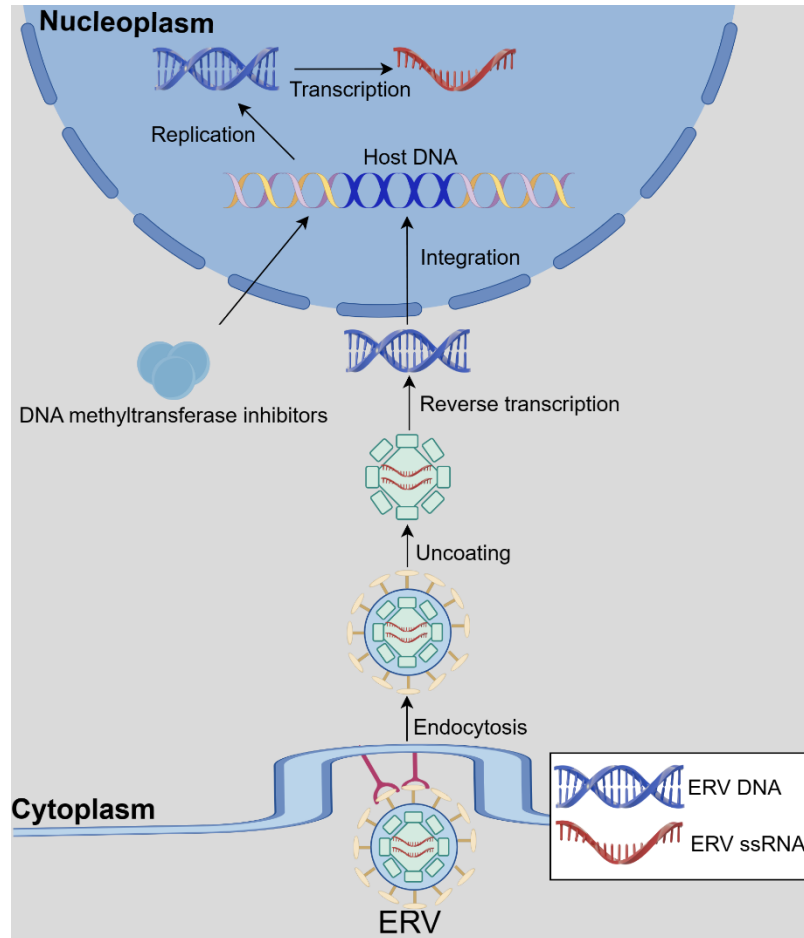 Nucleoplasm
Transcription
Replication
Host DNA
Integration
DNA methyltransferase inhibitors
Reverse transcription
Uncoating
Endocytosis
Cytoplasm
ERV DNA
ERV ssRNA
ERV